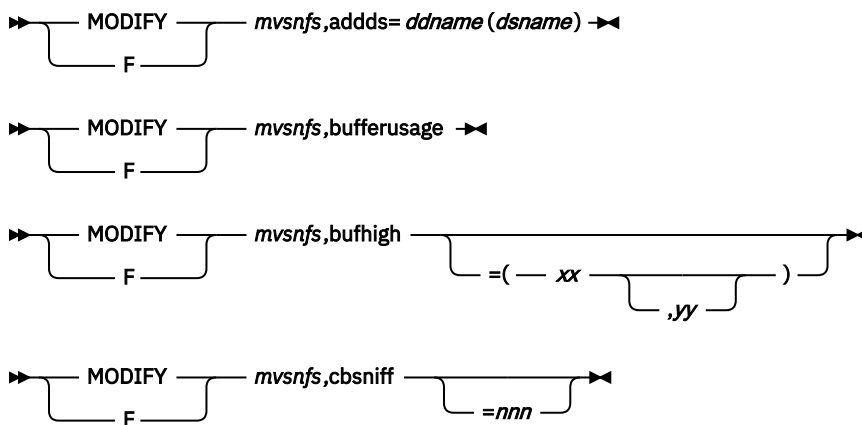 MODIFY mvsnfs,addds= ddname (dsname)
F
MODIFY mvsnfs,bufferusage
F
MODIFY mvsnfs,bufhigh
F =( xx )
,yy
MODIFY mvsnfs,cbsniff
F =nnn